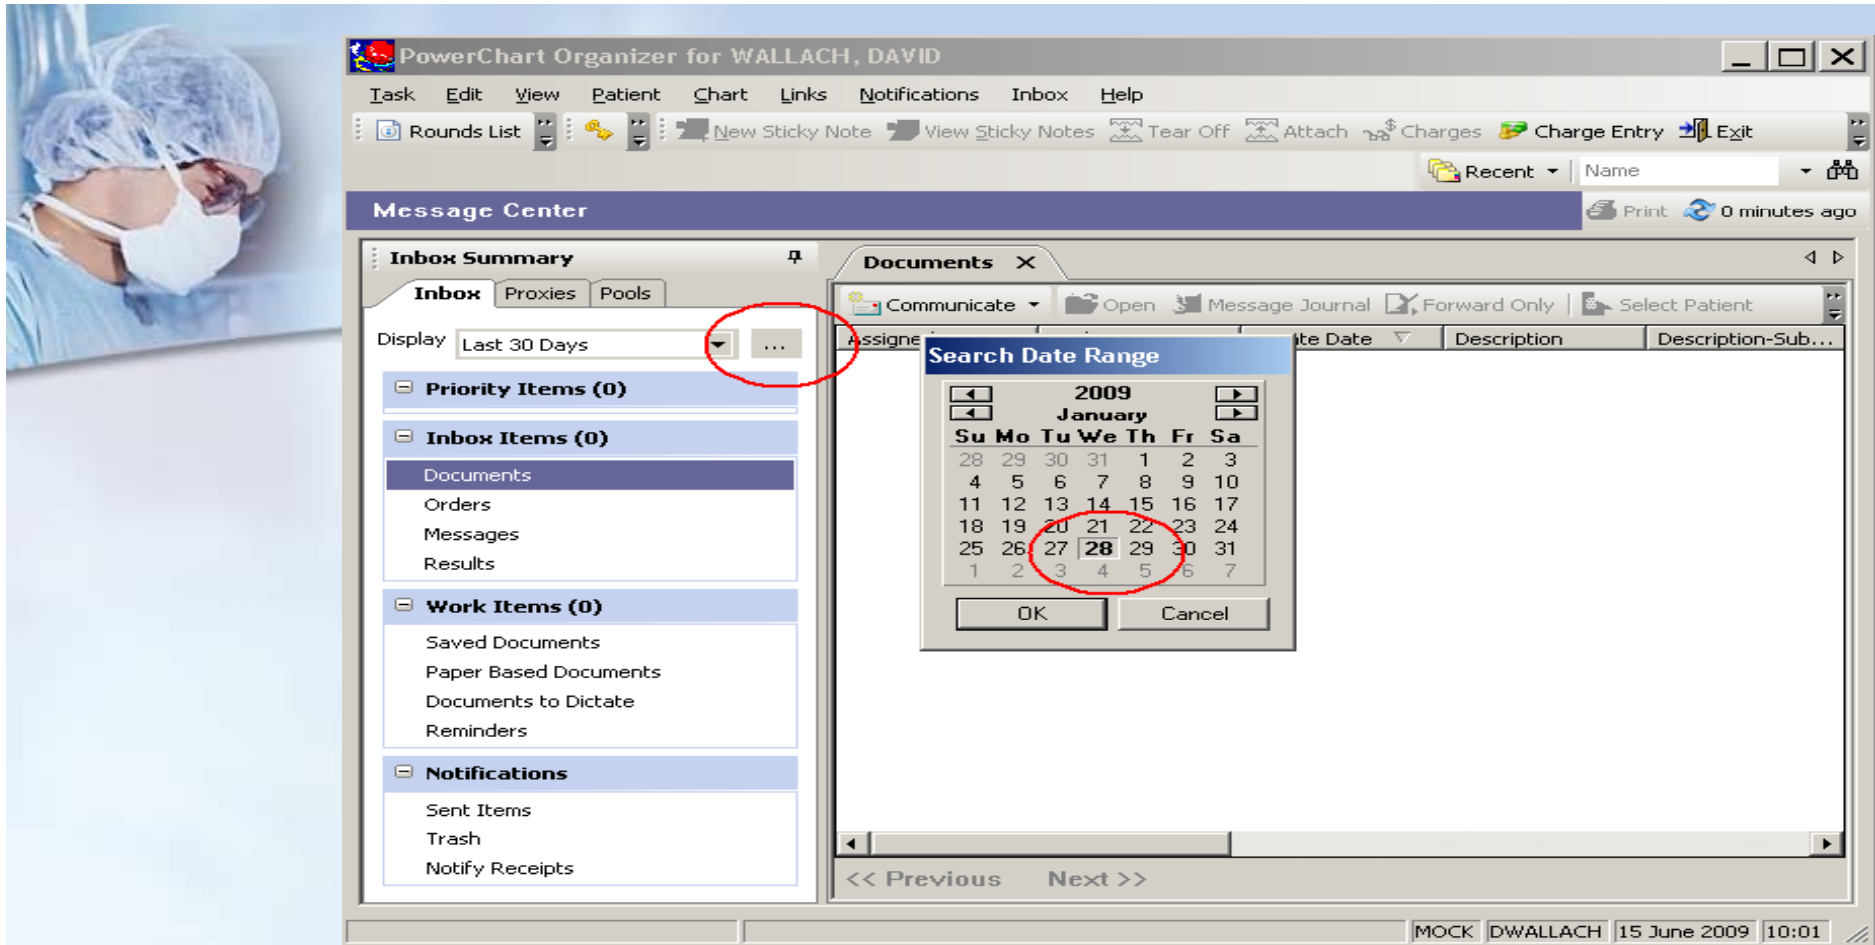 PowerChart Organizer for WALLACH, DAVID
Task Edit View Patient Chart Links Notifications Inbox Help
Rounds List New Sticky Note View Sticky Notes Tear Off Attach Charges Charge Entry Exit
Recent Name
Message Center Print 0 minutes ago
Inbox Summary
Inbox Proxies Pools
Display Last 30 Days ...
Priority Items (0)
Inbox Items (0)
Documents
Orders
Messages
Results
Work Items (0)
Saved Documents
Paper Based Documents
Documents to Dictate
Reminders
Notifications
Sent Items
Trash
Notify Receipts
Documents
Communicate Open Message Journal Forward Only Select Patient
Assigne te Date Description Description-Sub...
Search Date Range
2009
January
Su Mo Tu We Th Fr Sa
28 29 30 31 1 2 3
4 5 6 7 8 9 10
11 12 13 14 15 16 17
18 19 20 21 22 23 24
25 26 27 28 29 30 31
1 2 3 4 5 6 7
OK Cancel
<< Previous Next >>
MOCK DWALLACH 15 June 2009 10:01